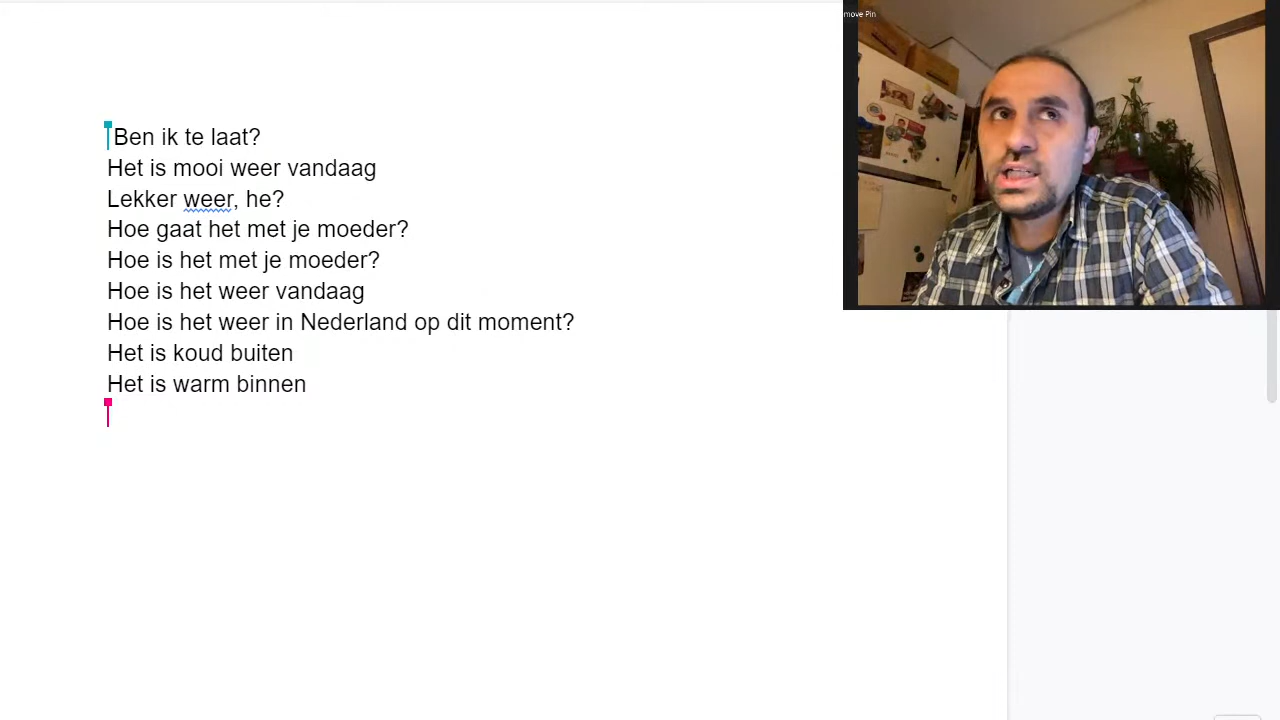 move Pin
Ben ik te laat?
Het is mooi weer vandaag
Lekker weer, he?
Hoe gaat het met je moeder?
Hoe is het met je moeder?
Hoe is het weer vandaag
Hoe is het weer in Nederland op dit moment?
Het is koud buiten
Het is warm binnen